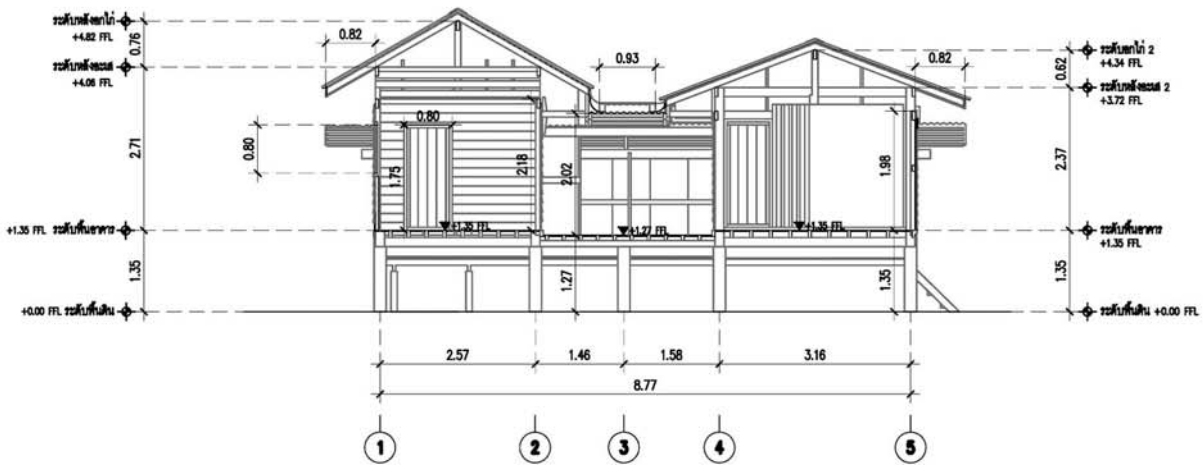 ระดับหลังอกไก่
+4.82 FFL
0.76
0.82
0.93
0.82
0.62
ระดับอกไก่ 2
+4.34 FFL
ระดับหลังอะเส
+4.06 FFL
ระดับหลังอะเส 2
+3.72 FFL
2.71
0.80
0.80
1.75
2.18
2.02
1.98
2.37
+1.35 FFL ระดับพื้นอาคาร
+1.35 FFL
+1.27 FFL
+1.35 FFL
ระดับพื้นอาคาร
+1.35 FFL
1.35
1.27
1.35
1.35
+0.00 FFL ระดับพื้นดิน
ระดับพื้นดิน +0.00 FFL
2.57
1.46
1.58
3.16
8.77
1
2
3
4
5